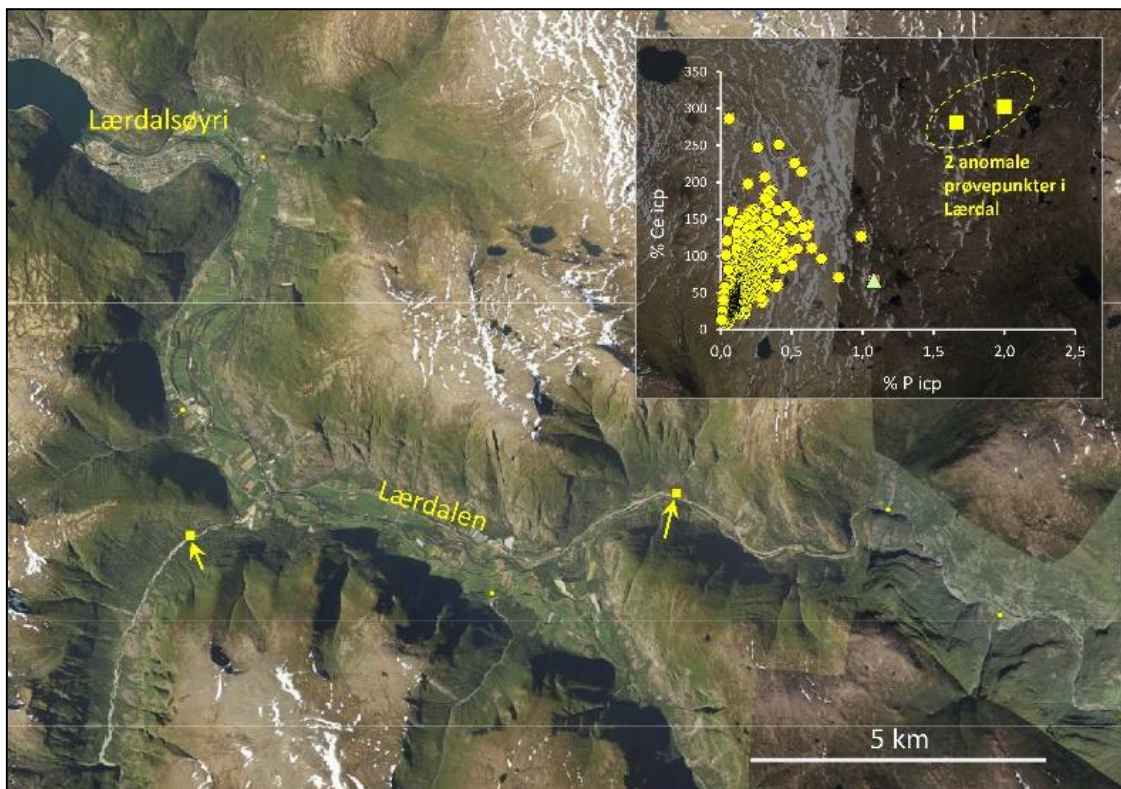 Lærdalsøyri
350
300
250
200
150
100
50
0
% Ce icp
2 anomale
prøvepunkter i
Lærdal
0,0 0,5 1,0 1,5 2,0 2,5
% P icp
Lærdalen
5 km